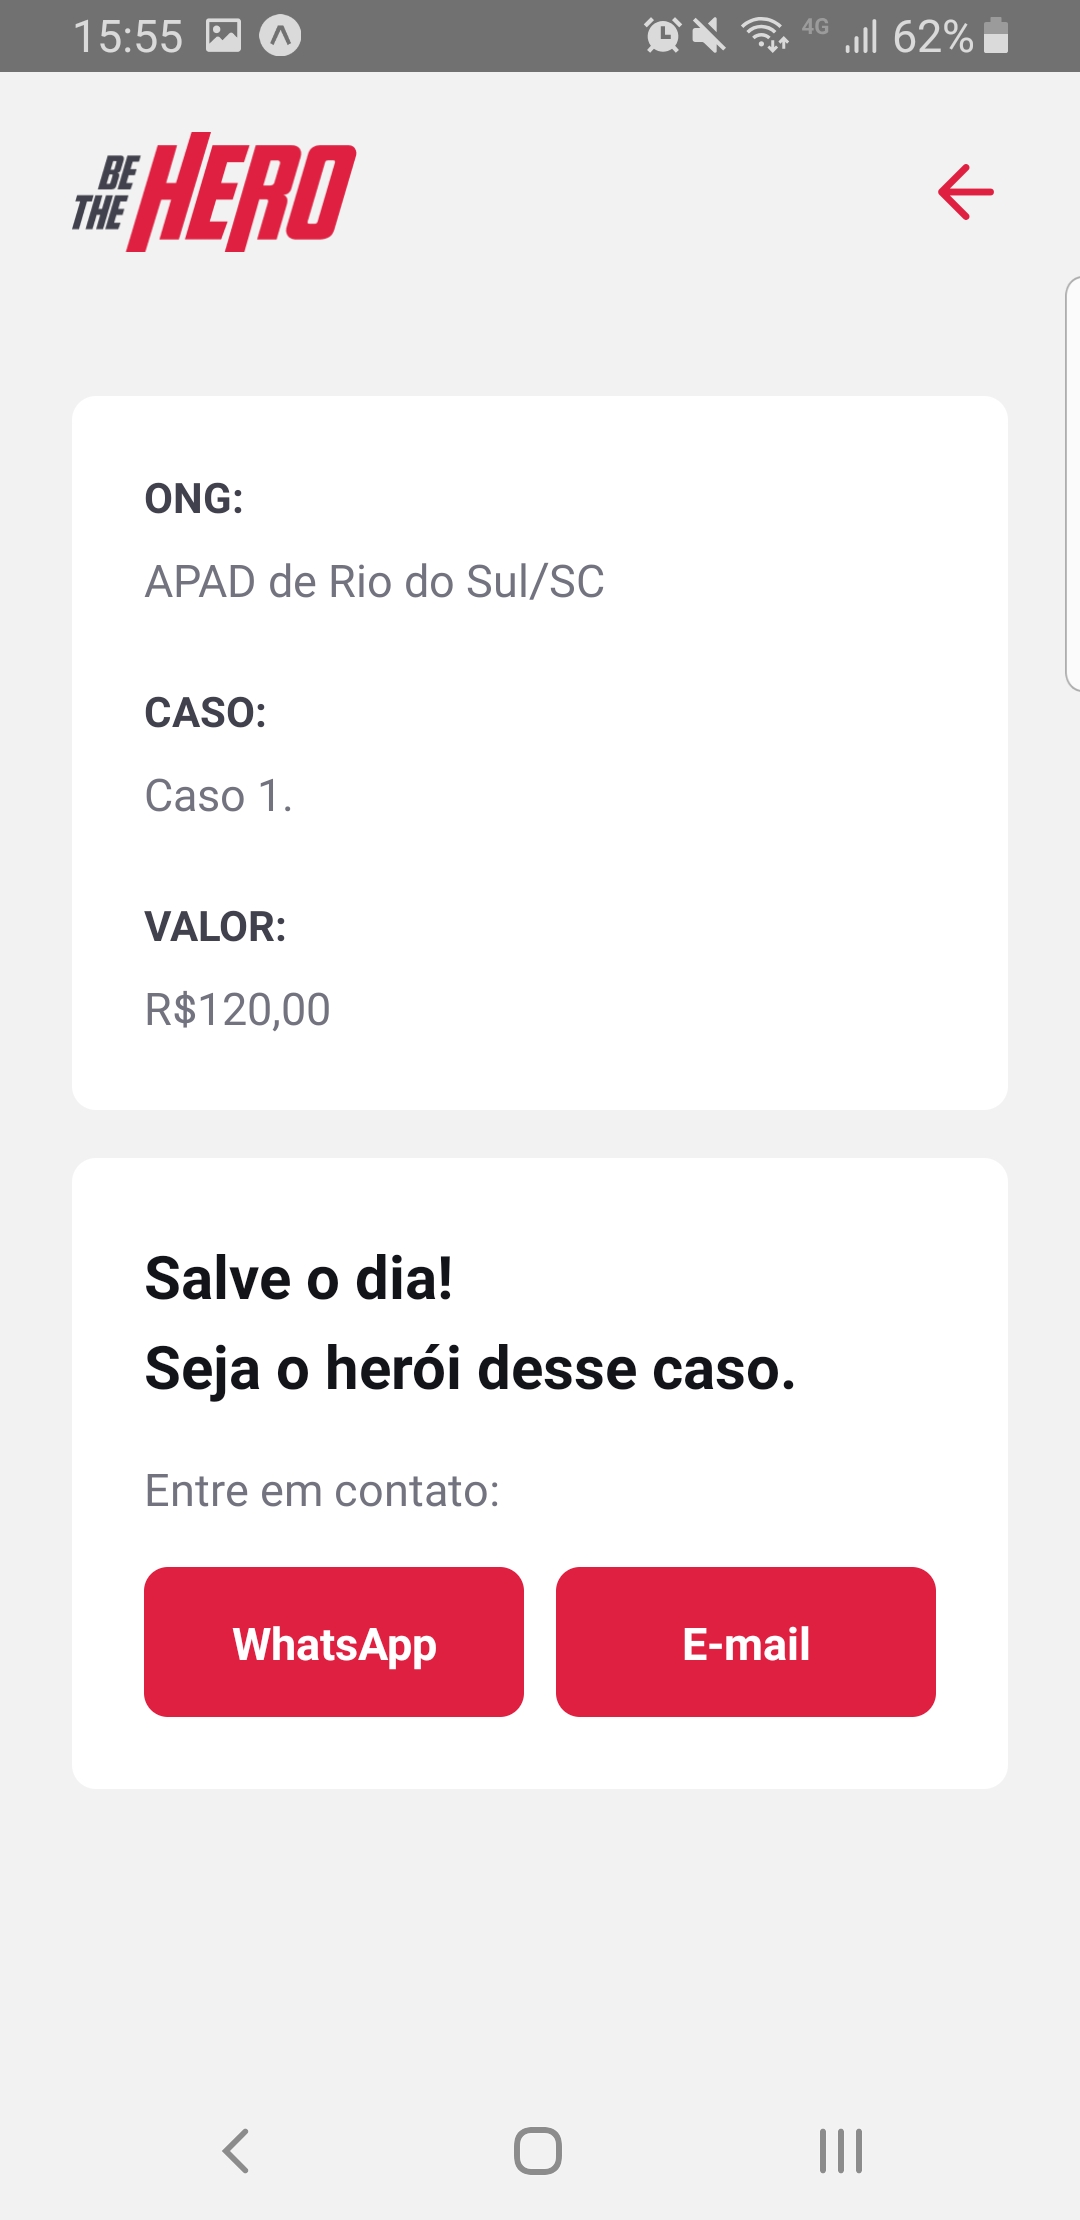 15:55
4G 62%
BE
THE
HERO
ONG:
APAD de Rio do Sul/SC
CASO:
Caso 1.
VALOR:
R$120,00
Salve o dia!
Seja o herói desse caso.
Entre em contato:
WhatsApp E-mail